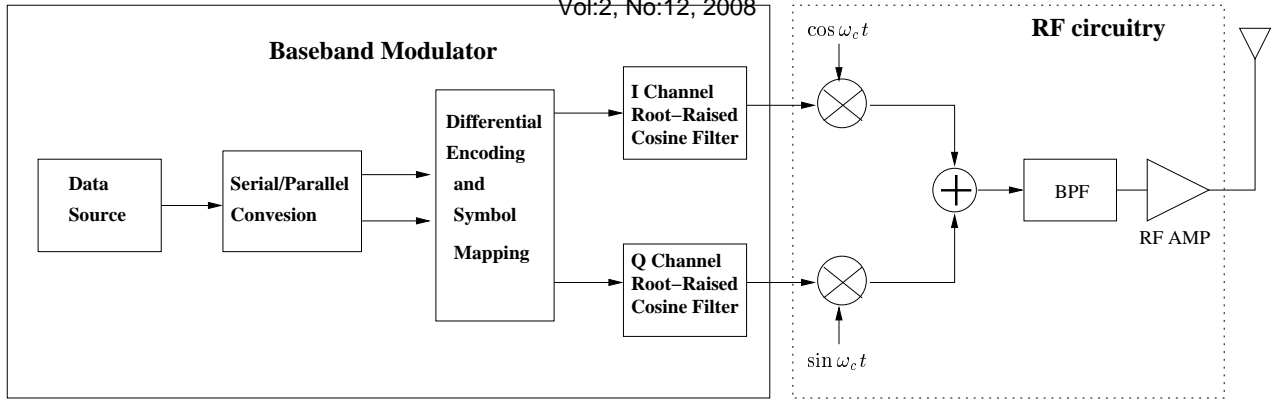 Vol:2, No:12, 2008
Baseband Modulator
RF circuitry
Data
Source
Serial/Parallel
Convesion
Differential
Encoding
and
Symbol
Mapping
I Channel
Root−Raised
Cosine Filter
Q Channel
Root−Raised
Cosine Filter
cos ω_c t
sin ω_c t
+
BPF
RF AMP